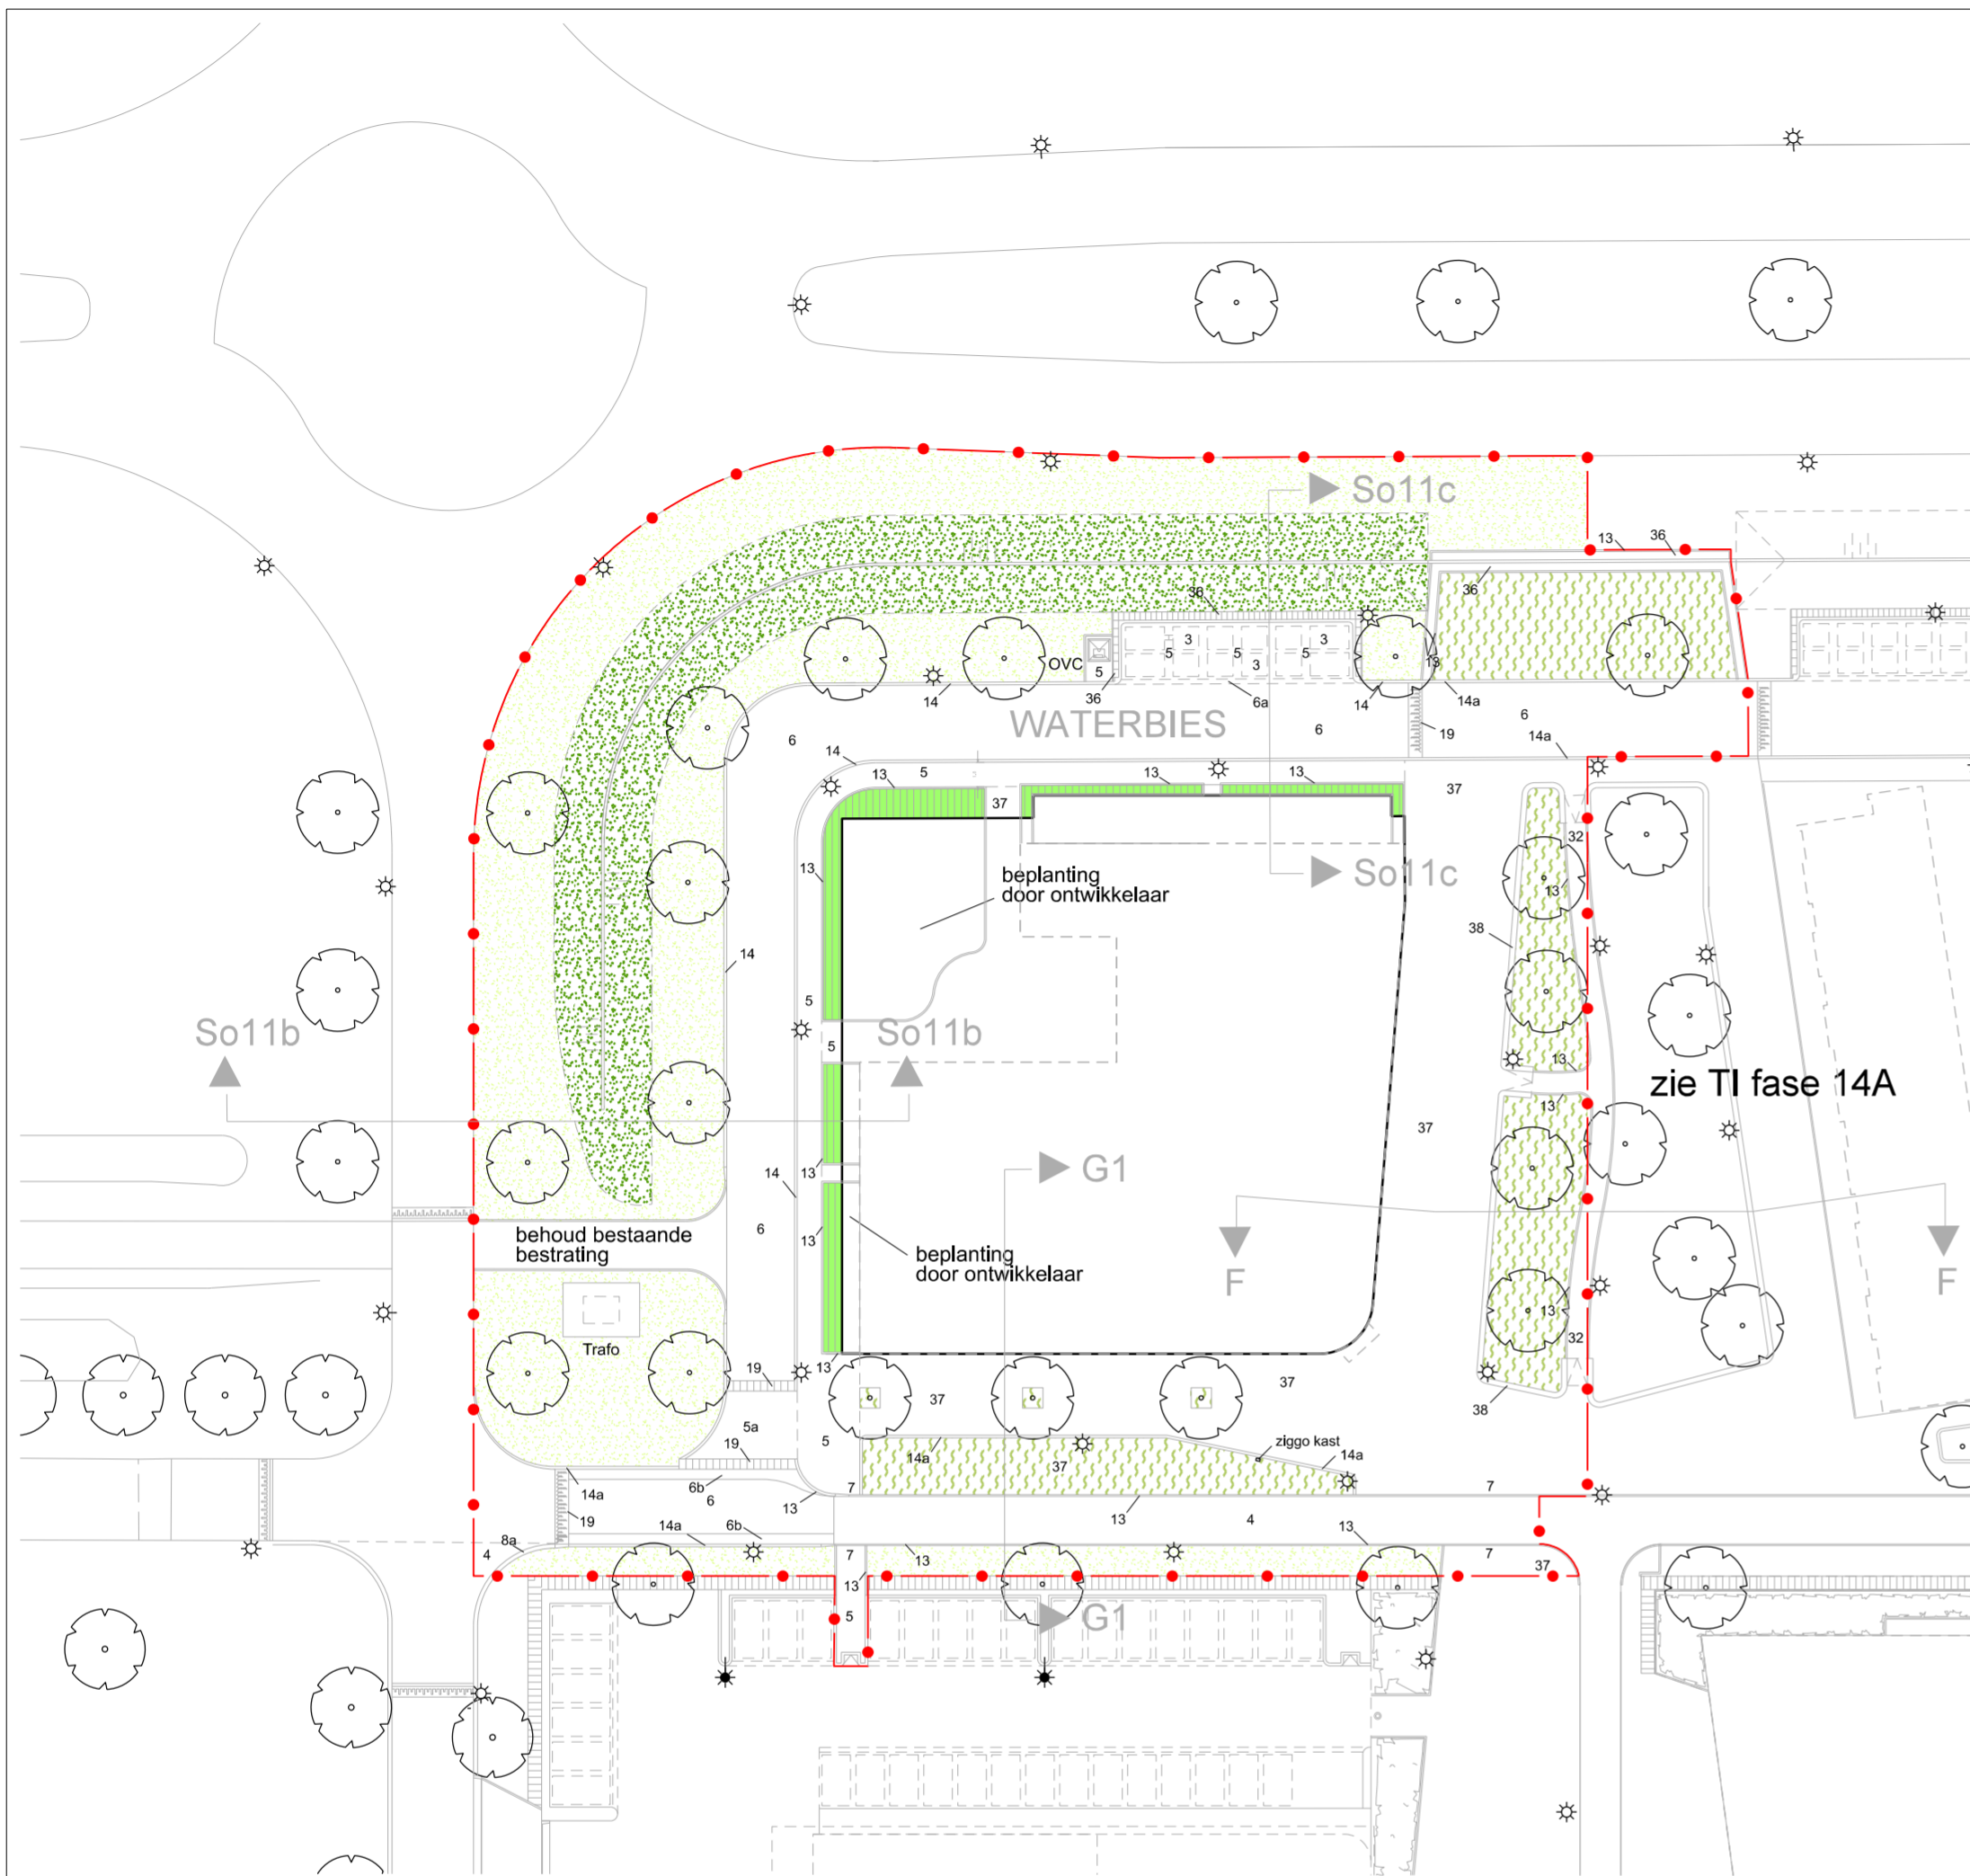 So11c
13
36
36
36
3
3
5
5
5
3
13
OVC
5
36
14
6a
14
14a
WATERBIES
6
6
6
19
14a
14
13
5
3
13
13
37
37
32
13
beplanting
door ontwikkelaar
So11c
13
38
14
5
So11b
So11b
5
13
zie TI fase 14A
13
37
14
13
G1
6
13
behoud bestaande
bestrating
beplanting
door ontwikkelaar
F
F
13
32
Trafo
13
19
37
37
38
5a
5
14a
ziggo kast
14a
19
37
14a
6b
7
7
6
13
19
14a
6b
13
4
13
8a
4
7
13
7
37
13
5
G1